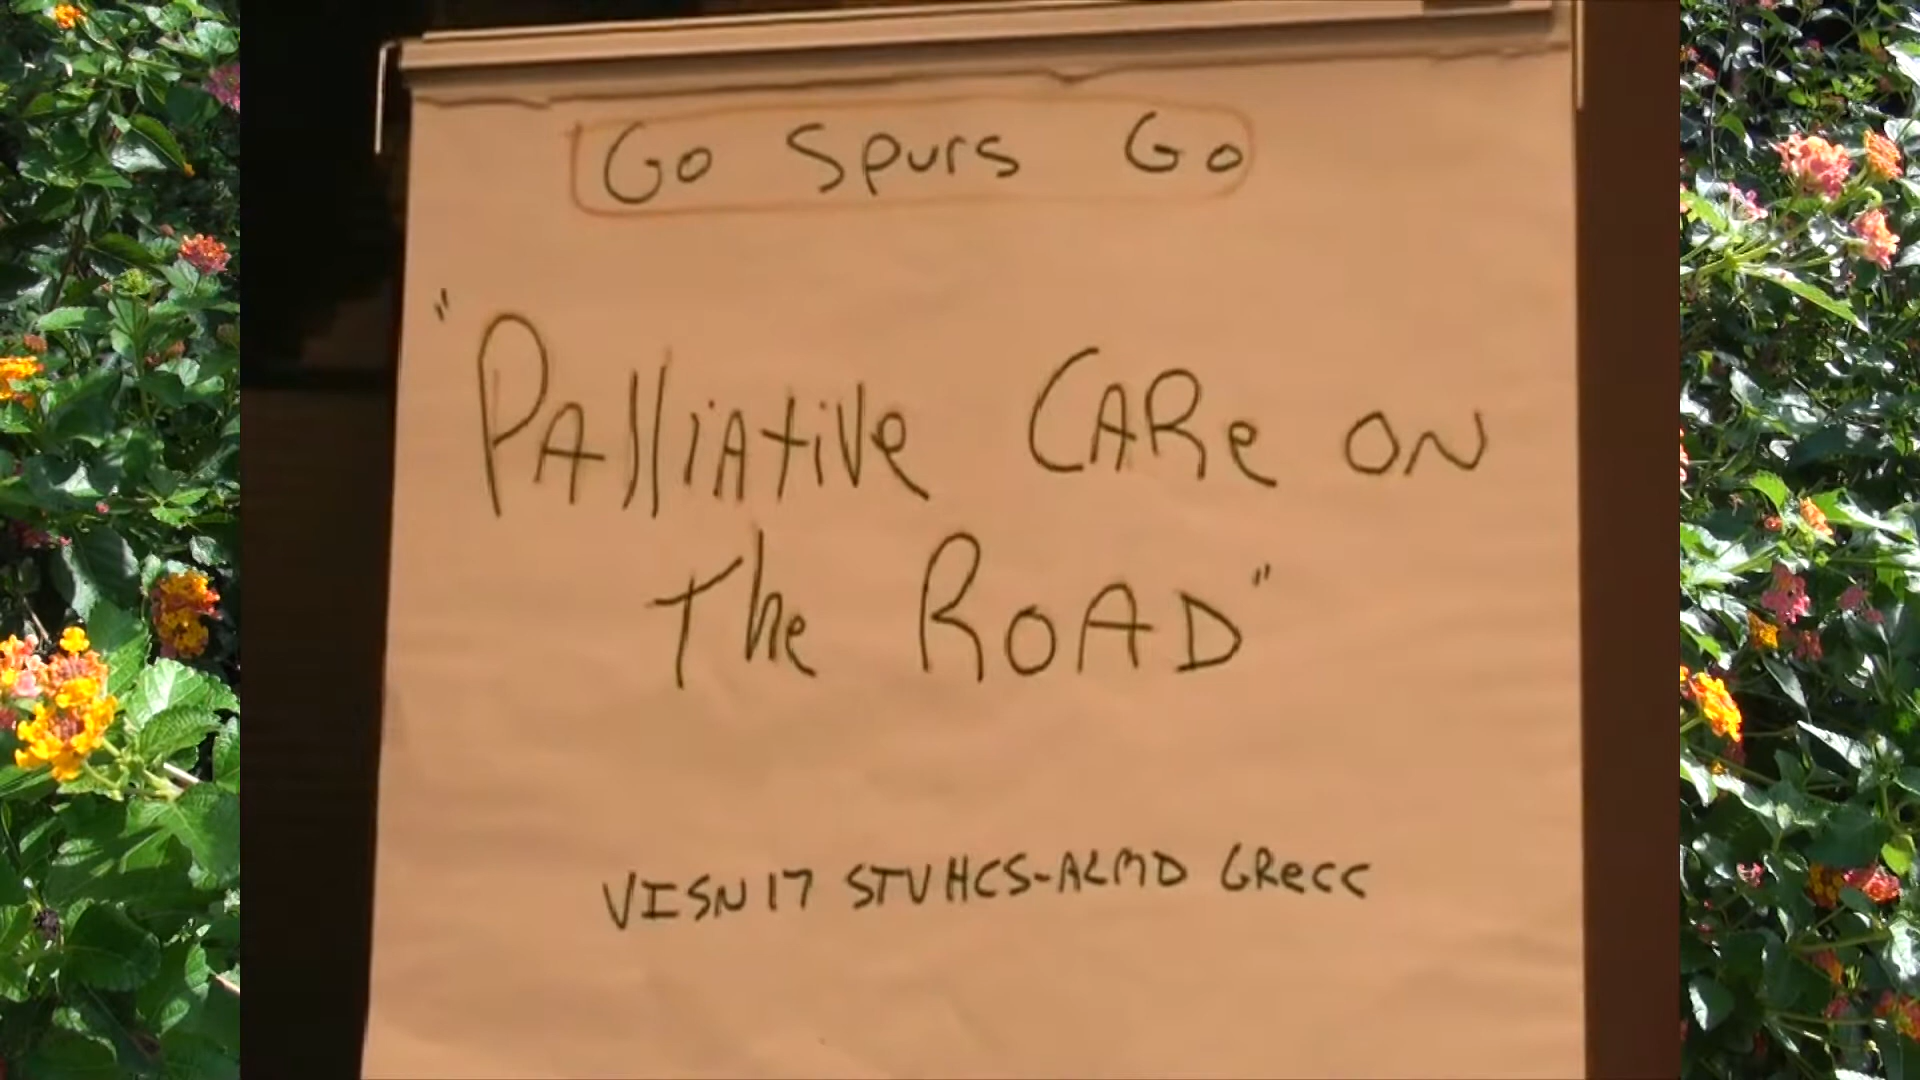 Go Spurs Go
"PAlliAtive CARe ON
The ROAD"
VISN 17 STVHCS-ALMD GRecc